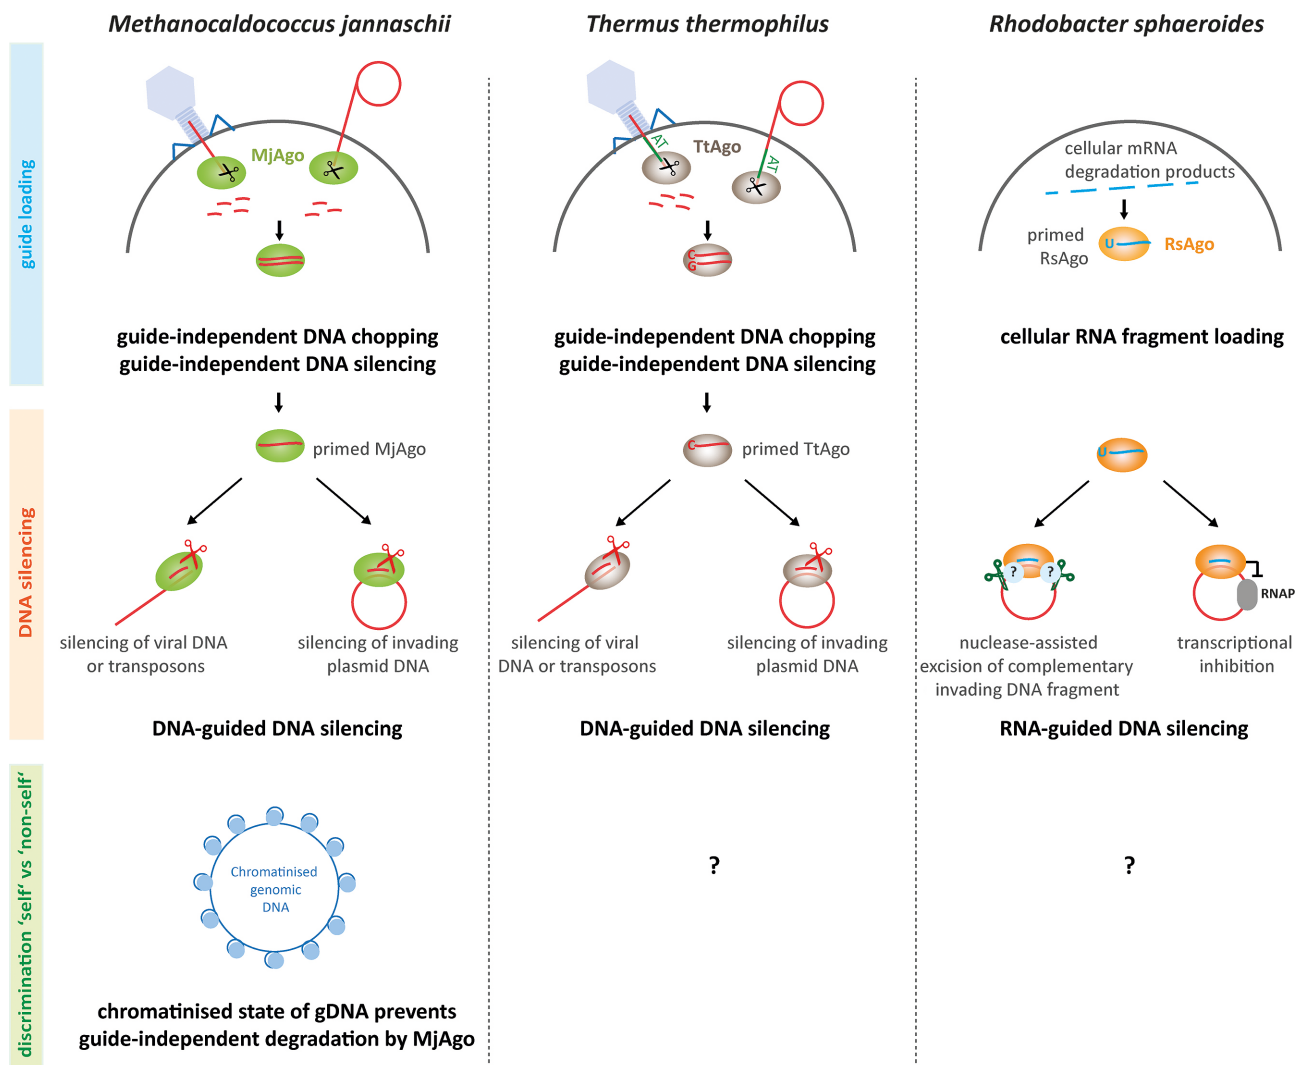 Methanocaldococcus jannaschii
Thermus thermophilus
Rhodobacter sphaeroides
guide loading
MjAgo
AT
TtAgo
AT
cellular mRNA
degradation products
primed
RsAgo
U
RsAgo
C
G
guide-independent DNA chopping
guide-independent DNA silencing
guide-independent DNA chopping
guide-independent DNA silencing
cellular RNA fragment loading
DNA silencing
primed MjAgo
C
primed TtAgo
U
silencing of viral DNA
or transposons
silencing of invading
plasmid DNA
silencing of viral
DNA or transposons
silencing of invading
plasmid DNA
?
?
RNAP
nuclease-assisted
excision of complementary
invading DNA fragment
transcriptional
inhibition
DNA-guided DNA silencing
DNA-guided DNA silencing
RNA-guided DNA silencing
discrimination ‘self‘ vs ‘non-self‘
Chromatinised
genomic
DNA
?
?
chromatinised state of gDNA prevents
guide-independent degradation by MjAgo